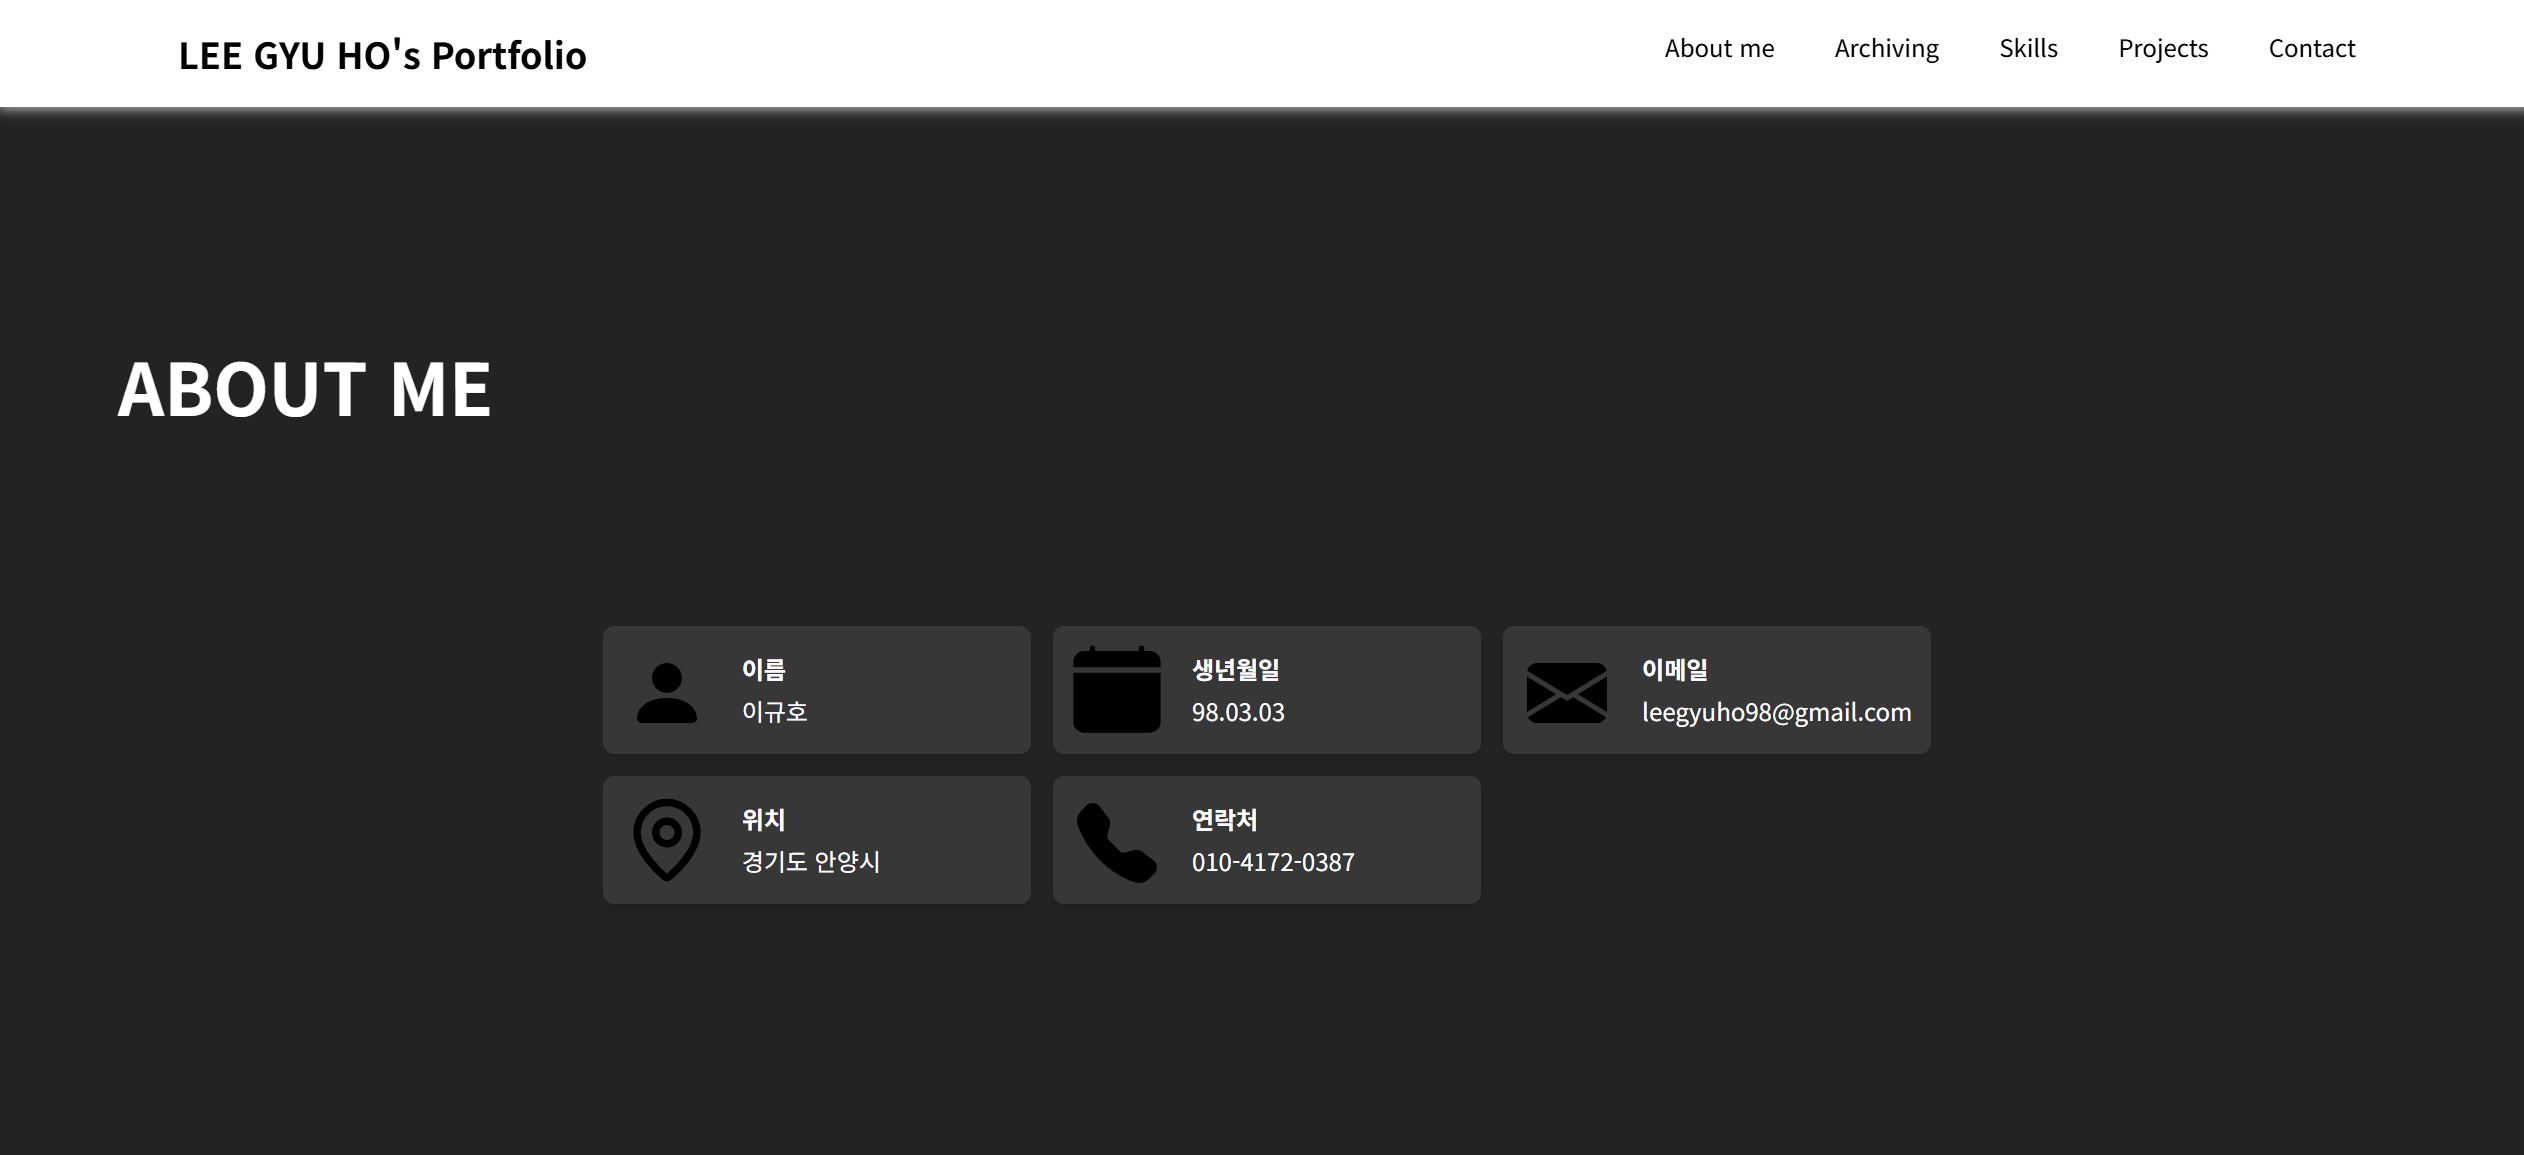 LEE GYU HO's Portfolio
About me
Archiving
Skills
Projects
Contact
ABOUT ME
이름
이규호
생년월일
98.03.03
이메일
leegyuho98@gmail.com
위치
경기도 안양시
연락처
010-4172-0387